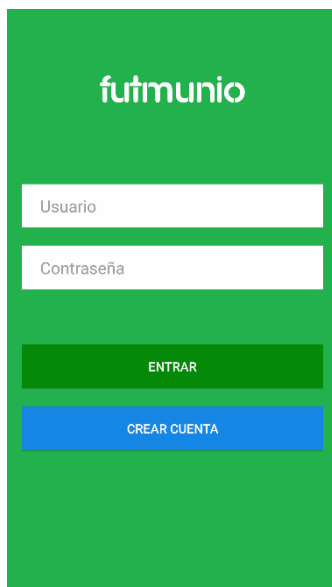 futmunio
Usuario
Contraseña
ENTRAR
CREAR CUENTA